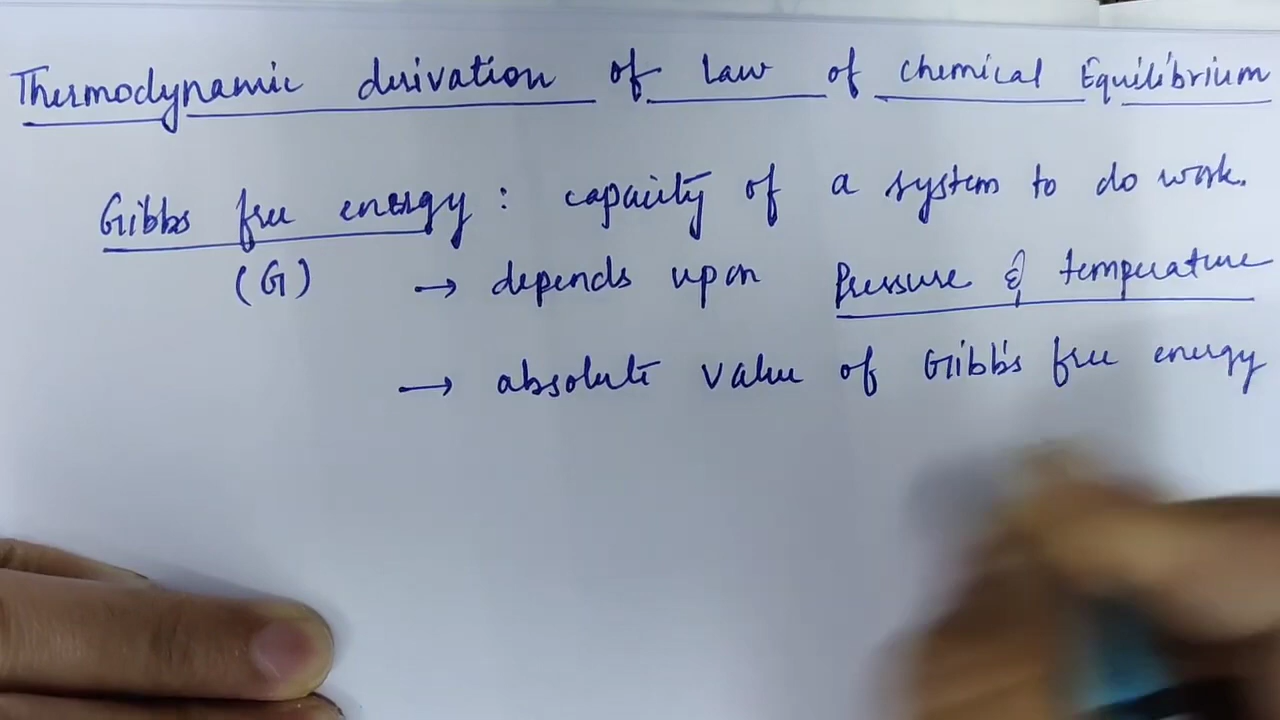 Thermodynamic derivation of law of chemical Equilibrium
Gibbs free energy : capacity of a system to do work.
(G) → depends upon Pressure & temperature
→ absolute value of Gibb's free energy